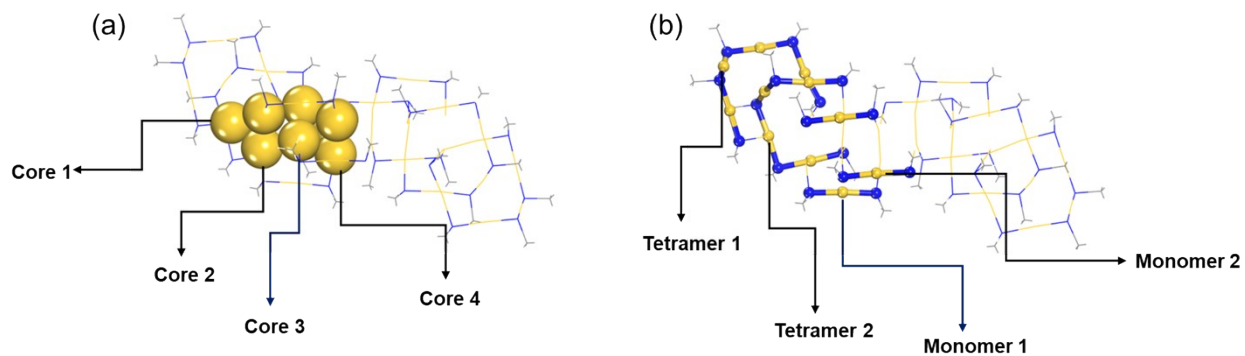 (a)
Core 1
Core 2
Core 3
Core 4
(b)
Tetramer 1
Tetramer 2
Monomer 1
Monomer 2